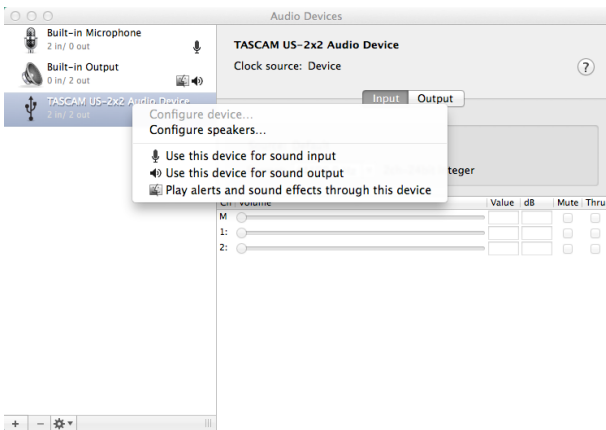 Audio Devices
Built-in Microphone
2 in/ 0 out
Built-in Output
0 in/ 2 out
TASCAM US-2x2 Audio Device
2 in/ 2 out
TASCAM US-2x2 Audio Device
Clock source: Device
?
Input Output
Configure device...
Configure speakers...
Use this device for sound input
Use this device for sound output
Play alerts and sound effects through this device
teger
Ch Volume Value dB Mute Thru
M
1:
2:
+ −